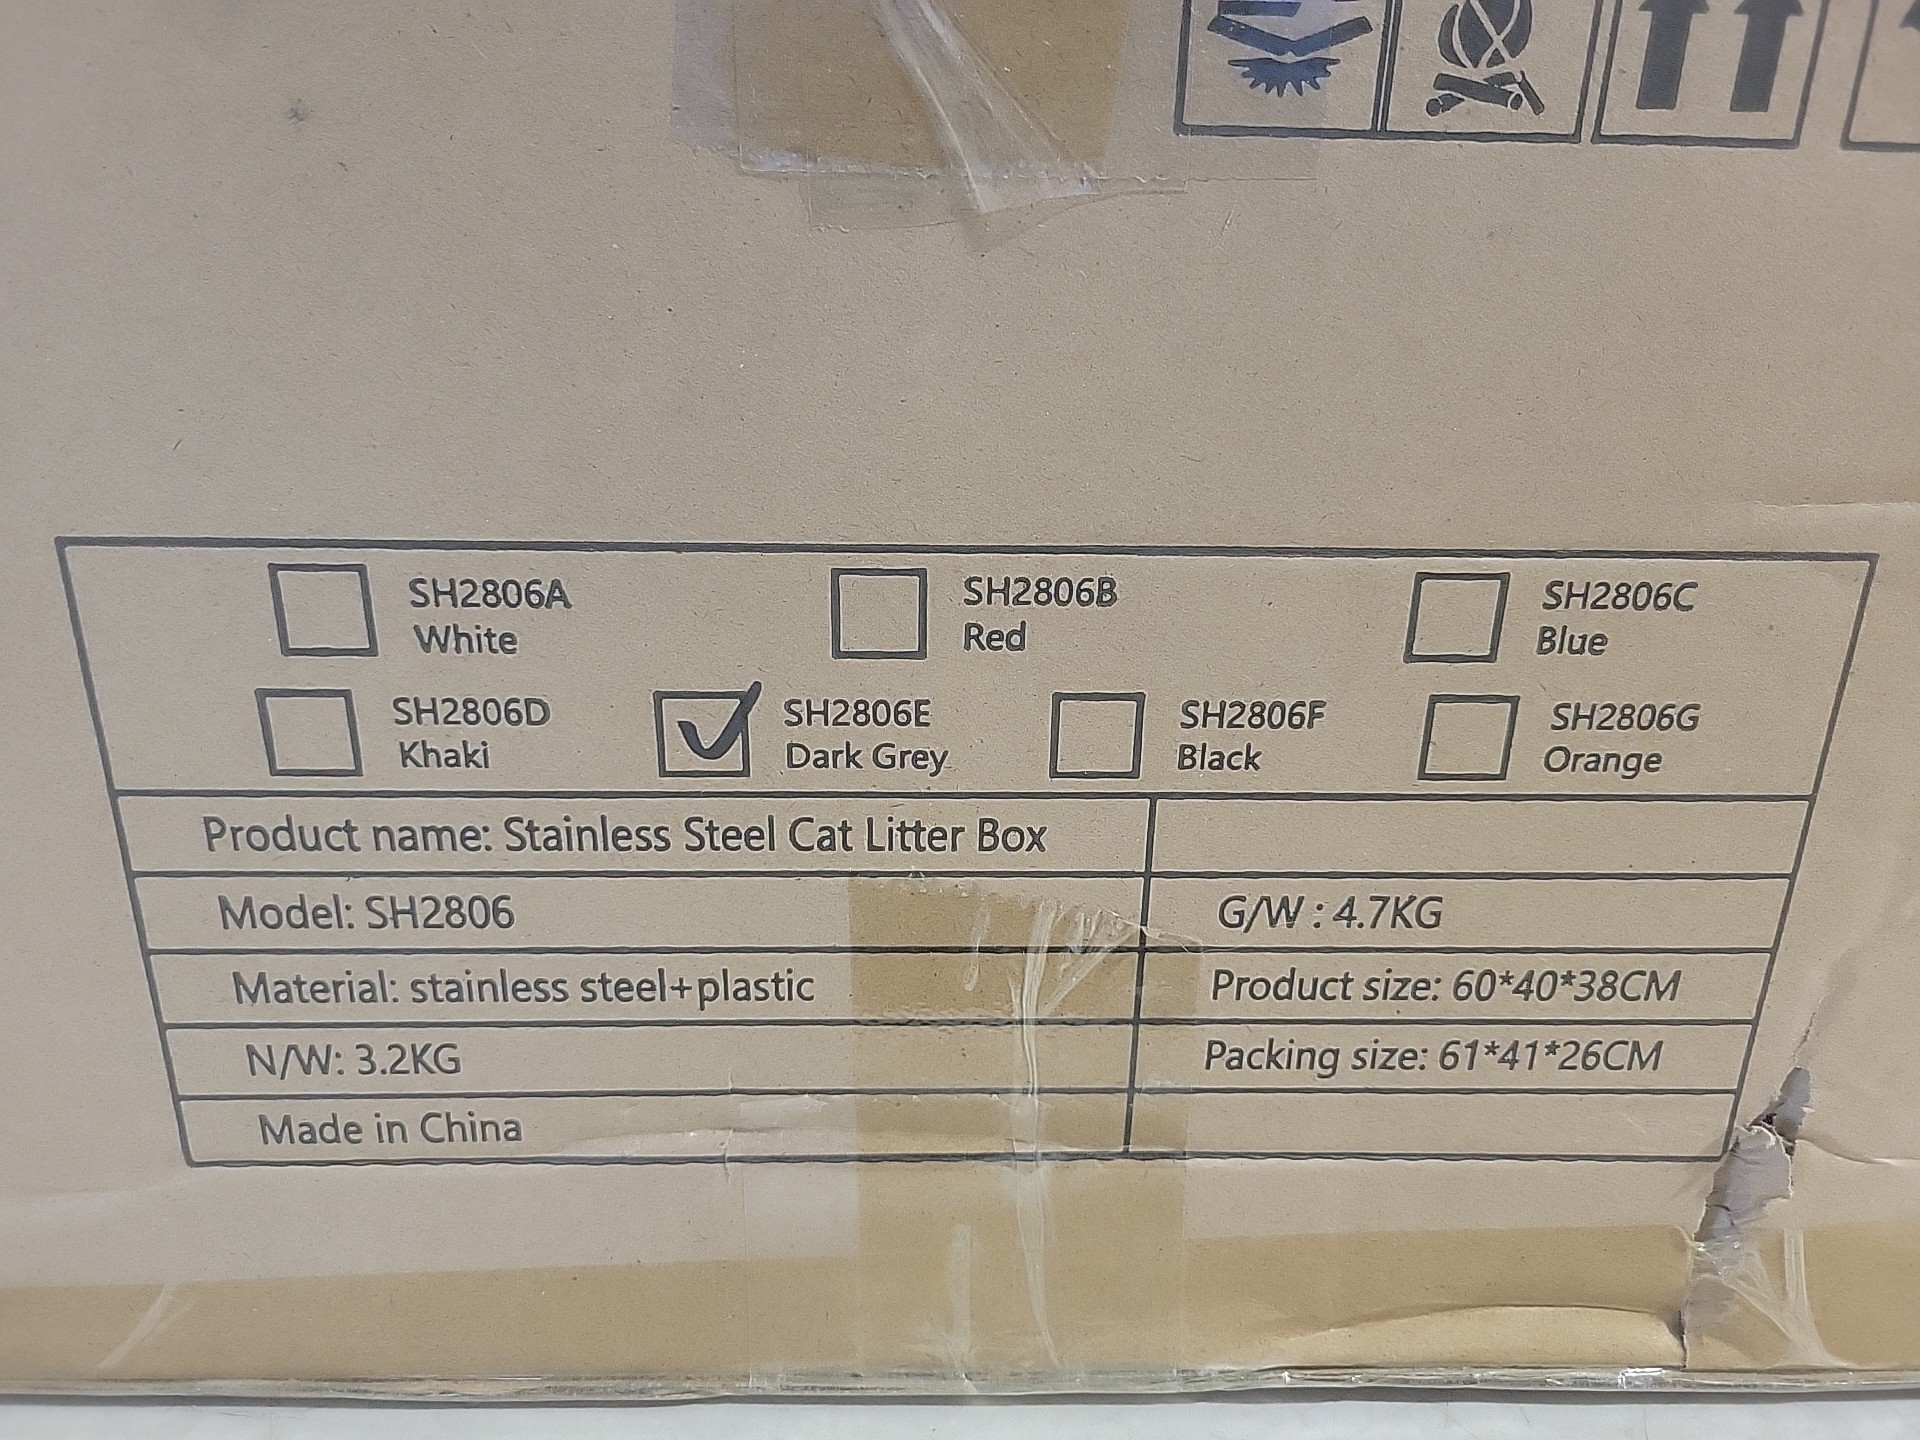 SH2806A
White
SH2806B
Red
SH2806C
Blue
SH2806D
Khaki
SH2806E
Dark Grey
SH2806F
Black
SH2806G
Orange
Product name: Stainless Steel Cat Litter Box
Model: SH2806
G/W : 4.7KG
Material: stainless steel+plastic
Product size: 60*40*38CM
N/W: 3.2KG
Packing size: 61*41*26CM
Made in China